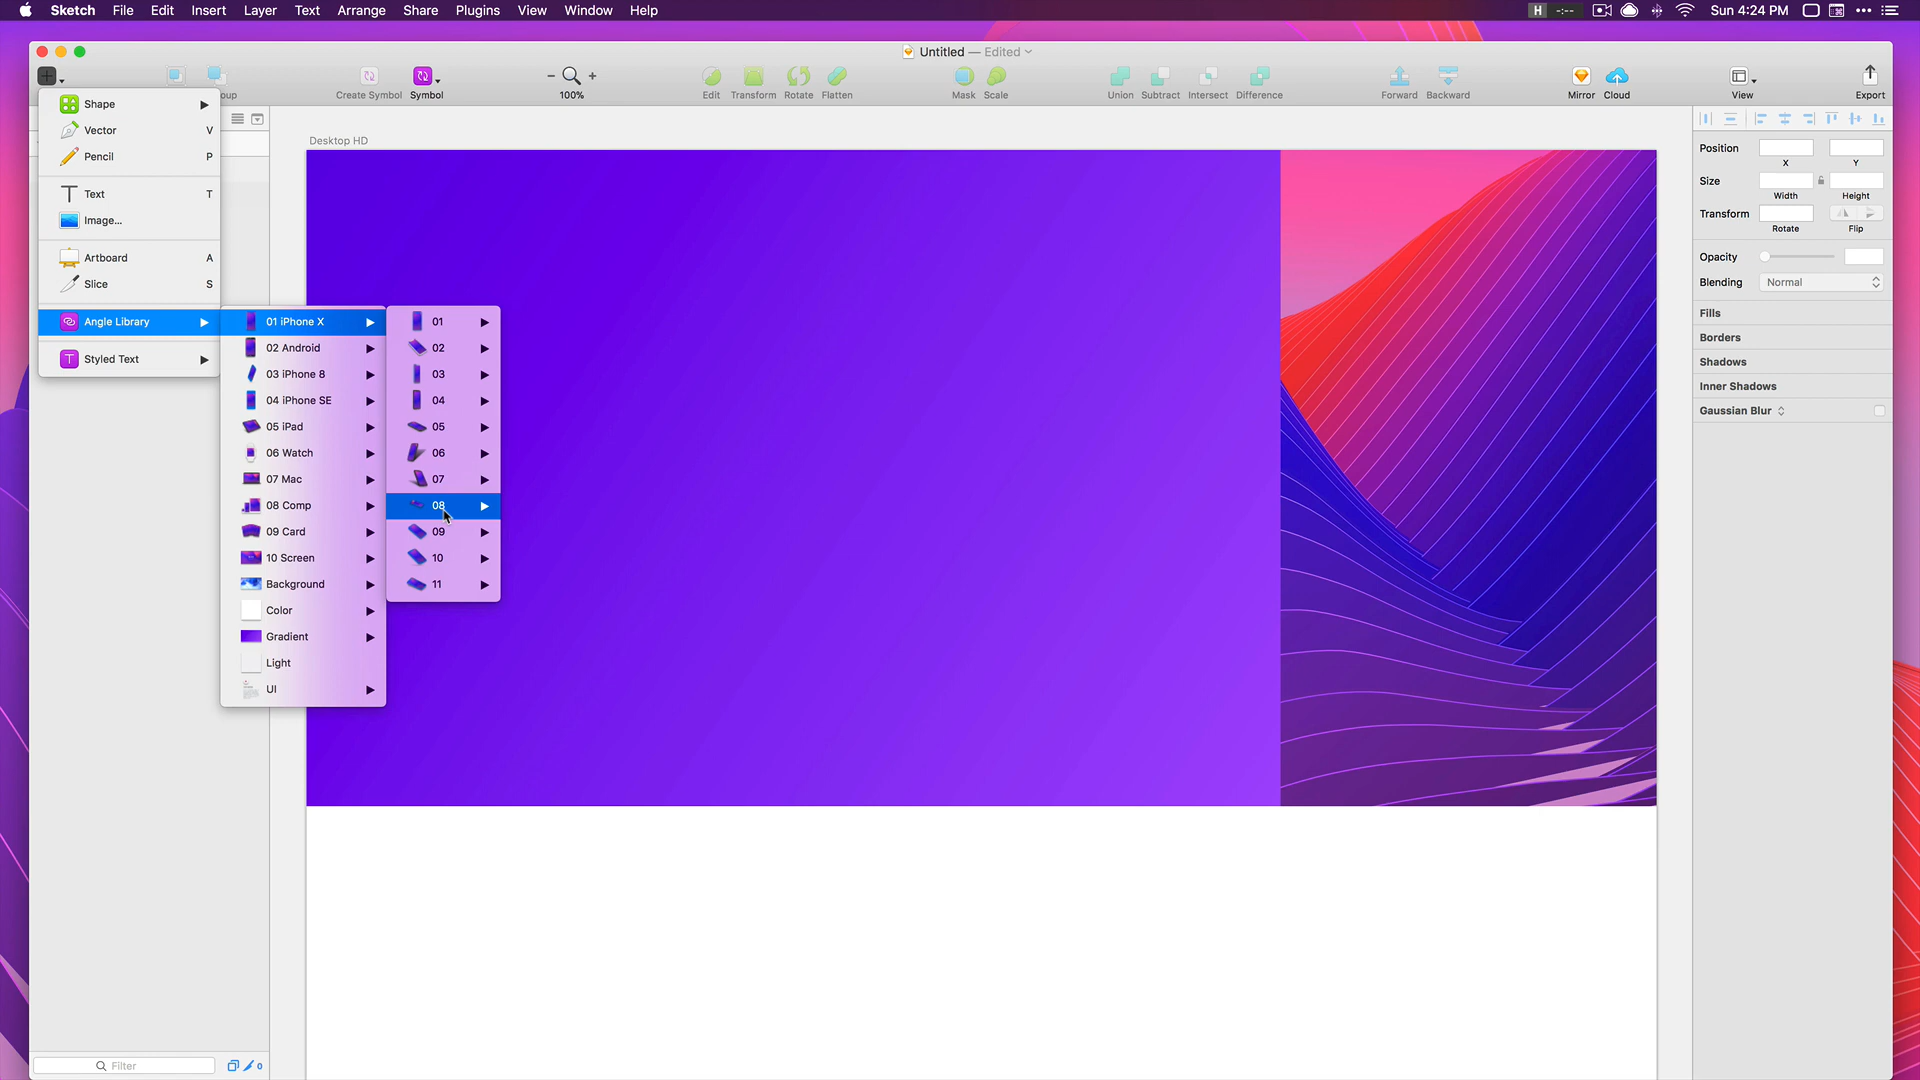 Sketch File Edit Insert Layer Text Arrange Share Plugins View Window Help
H -:-- Sun 4:24 PM
Untitled — Edited
Create Symbol Symbol 100% Edit Transform Rotate Flatten Mask Scale Union Subtract Intersect Difference Forward Backward Mirror Cloud View Export
Shape
Vector V
Pencil P
Text T
Image...
Artboard A
Slice S
Angle Library
Styled Text
01 iPhone X
02 Android
03 iPhone 8
04 iPhone SE
05 iPad
06 Watch
07 Mac
08 Comp
09 Card
10 Screen
Background
Color
Gradient
Light
UI
01
02
03
04
05
06
07
08
09
10
11
Desktop HD
Position
X Y
Size
Width Height
Transform
Rotate Flip
Opacity
Blending Normal
Fills
Borders
Shadows
Inner Shadows
Gaussian Blur
Filter 0